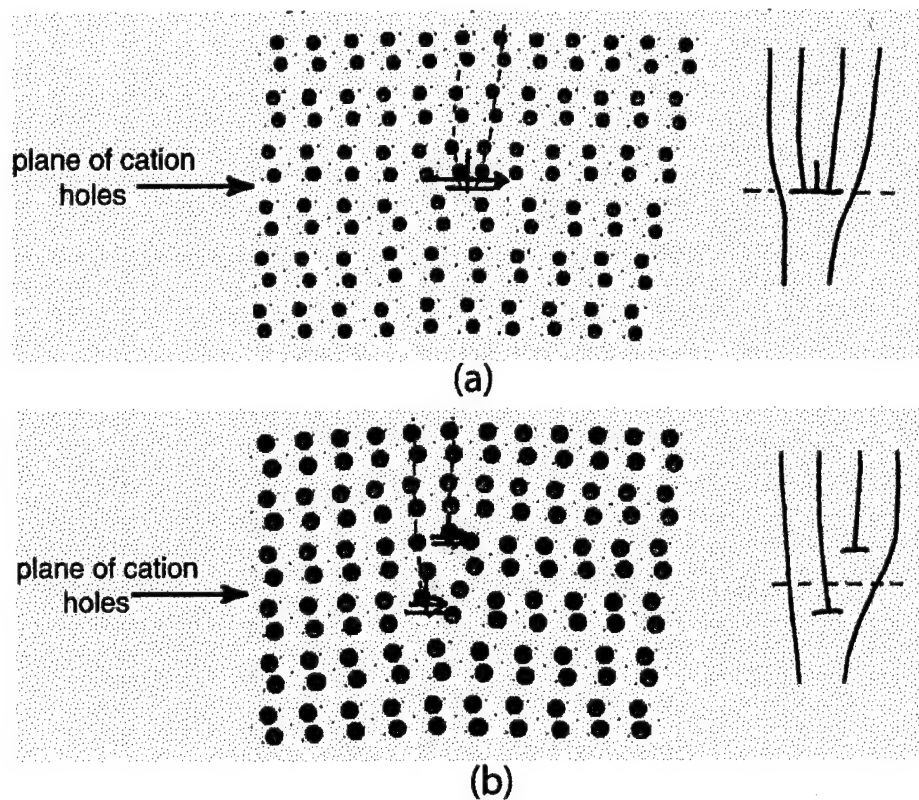 plane of cation
holes
(a)
plane of cation
holes
(b)